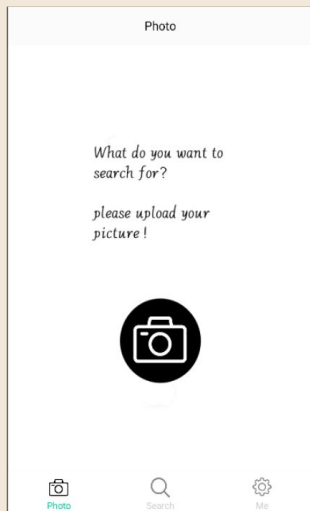 Photo
What do you want to
search for?
please upload your
picture !
Photo
Search
Me